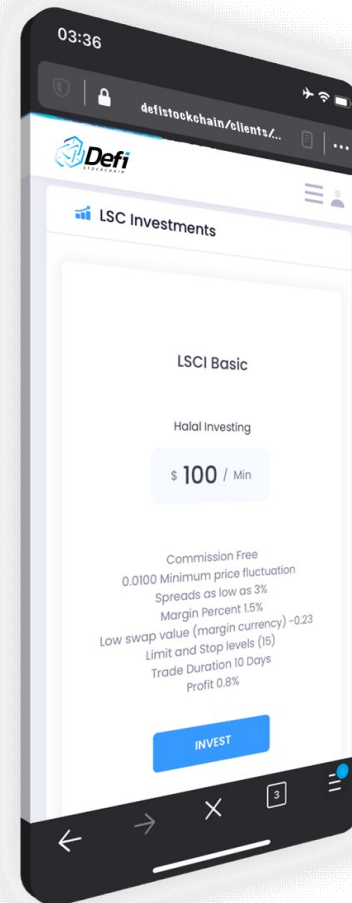 03:36
defistockchain/clients/...
Defi
STOCKCHAIN
LSC Investments
LSCI Basic
Halal Investing
$ 100 / Min
Commission Free
0.0100 Minimum price fluctuation
Spreads as low as 3%
Margin Percent 1.5%
Low swap value (margin currency) -0.23
Limit and Stop levels (15)
Trade Duration 10 Days
Profit 0.8%
INVEST
3